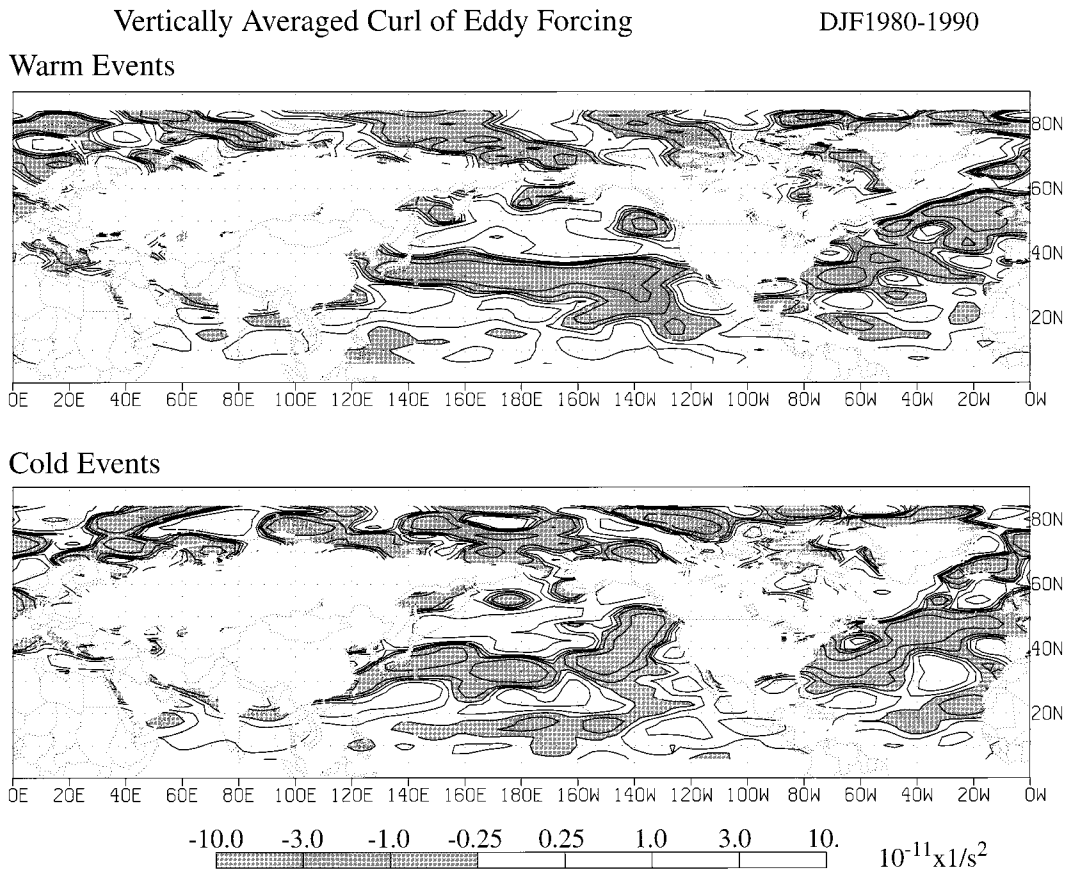 Vertically Averaged Curl of Eddy Forcing DJF1980-1990
Warm Events
80N
60N
40N
20N
0E 20E 40E 60E 80E 100E 120E 140E 160E 180E 160W 140W 120W 100W 80W 60W 40W 20W 0W
Cold Events
80N
60N
40N
20N
0E 20E 40E 60E 80E 100E 120E 140E 160E 180E 160W 140W 120W 100W 80W 60W 40W 20W 0W
-10.0 -3.0 -1.0 -0.25 0.25 1.0 3.0 10.
10⁻¹¹x1/s²